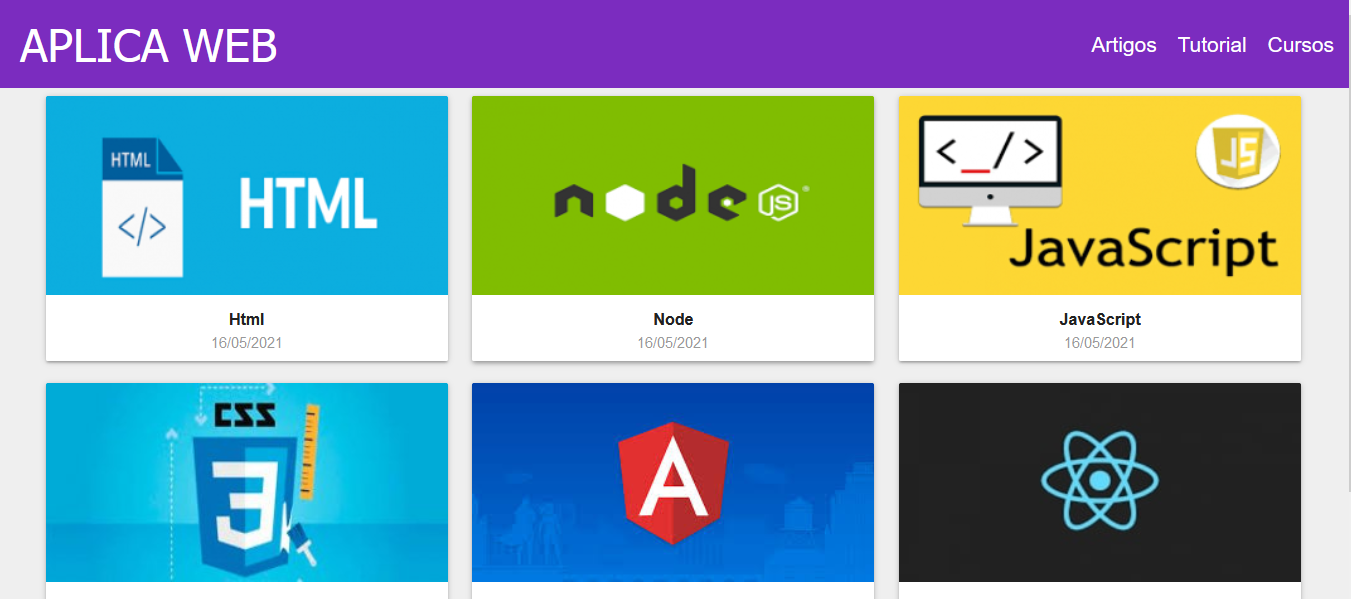 APLICA WEB
Artigos Tutorial Cursos
HTML
</>
HTML
node JS ®
<_/>
JS
JavaScript
Html
16/05/2021
Node
16/05/2021
JavaScript
16/05/2021
CSS
3
A